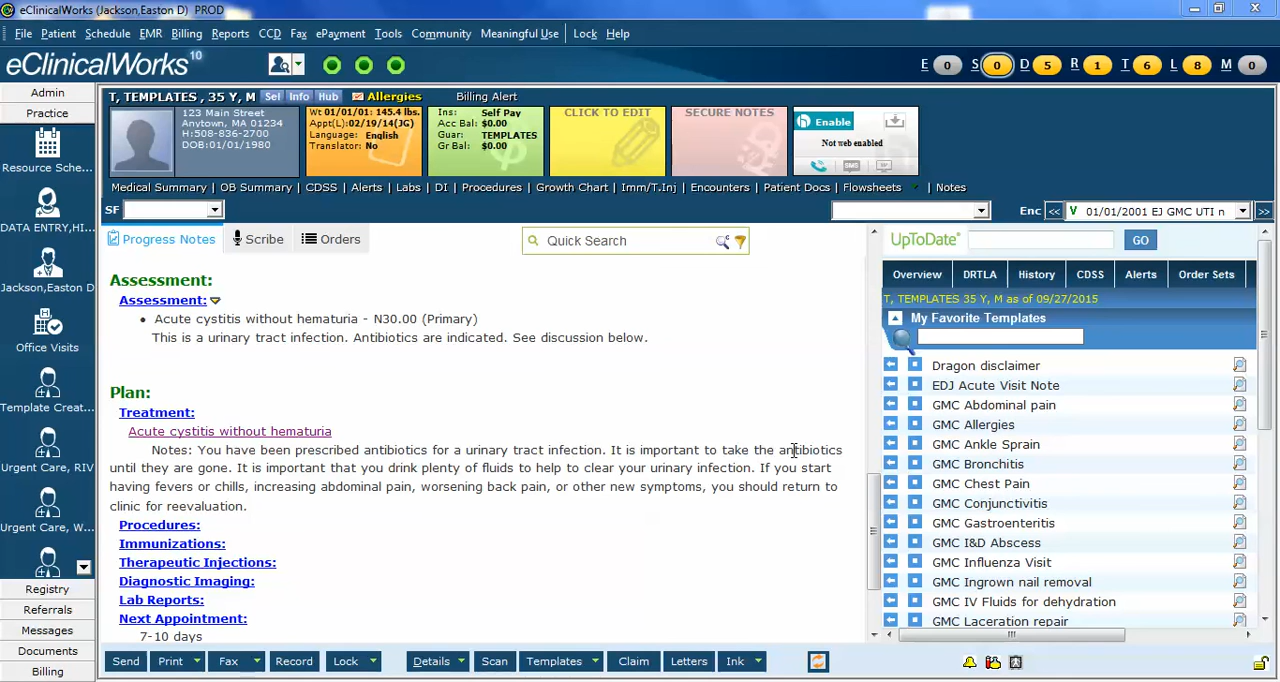 eClinicalWorks (Jackson,Easton D) PROD
File Patient Schedule EMR Billing Reports CCD Fax ePayment Tools Community Meaningful Use Lock Help
eClinicalWorks 10 E 0 S 0 D 5 R 1 T 6 L 8 M 0
Admin
Practice
Resource Sche...
DATA ENTRY,HI...
Jackson,Easton D
Office Visits
Template Creat...
Urgent Care, RIV
Urgent Care, W...
Registry
Referrals
Messages
Documents
Billing
T, TEMPLATES , 35 Y, M Sel Info Hub Allergies Billing Alert
123 Main Street
Anytown, MA 01234
H:508-836-2700
DOB:01/01/1980
Wt 01/01/01: 145.4 lbs.
Appt(L):02/19/14(JG)
Language: English
Translator: No
Ins: Self Pay
Acc Bal: $0.00
Guar: TEMPLATES
Gr Bal: $0.00
CLICK TO EDIT
SECURE NOTES
h Enable
Not web enabled
SMS
Medical Summary | OB Summary | CDSS | Alerts | Labs | DI | Procedures | Growth Chart | Imm/T.Inj | Encounters | Patient Docs | Flowsheets | Notes
SF Enc << V 01/01/2001 EJ GMC UTI n >>
Progress Notes Scribe Orders Quick Search
Assessment:
Assessment:
• Acute cystitis without hematuria - N30.00 (Primary)
This is a urinary tract infection. Antibiotics are indicated. See discussion below.
Plan:
Treatment:
Acute cystitis without hematuria
Notes: You have been prescribed antibiotics for a urinary tract infection. It is important to take the antibiotics
until they are gone. It is important that you drink plenty of fluids to help to clear your urinary infection. If you start
having fevers or chills, increasing abdominal pain, worsening back pain, or other new symptoms, you should return to
clinic for reevaluation.
Procedures:
Immunizations:
Therapeutic Injections:
Diagnostic Imaging:
Lab Reports:
Next Appointment:
7-10 days
UpToDate GO
Overview DRTLA History CDSS Alerts Order Sets
T, TEMPLATES 35 Y, M as of 09/27/2015
My Favorite Templates
Dragon disclaimer
EDJ Acute Visit Note
GMC Abdominal pain
GMC Allergies
GMC Ankle Sprain
GMC Bronchitis
GMC Chest Pain
GMC Conjunctivitis
GMC Gastroenteritis
GMC I&D Abscess
GMC Influenza Visit
GMC Ingrown nail removal
GMC IV Fluids for dehydration
GMC Laceration repair
Send Print Fax Record Lock Details Scan Templates Claim Letters Ink